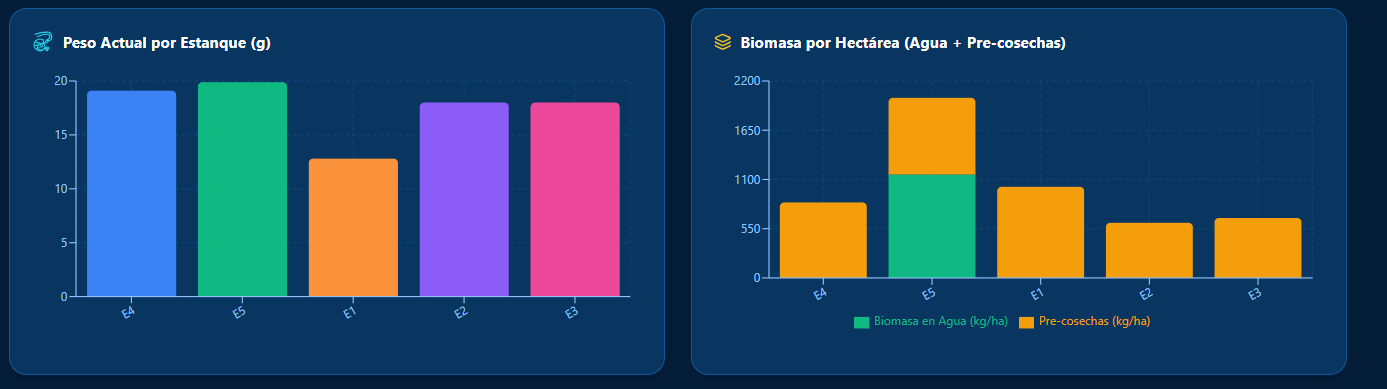 Peso Actual por Estanque (g)
20
15
10
5
0
E4
E5
E1
E2
E3
Biomasa por Hectárea (Agua + Pre-cosechas)
2200
1650
1100
550
0
E4
E5
E1
E2
E3
Biomasa en Agua (kg/ha)
Pre-cosechas (kg/ha)